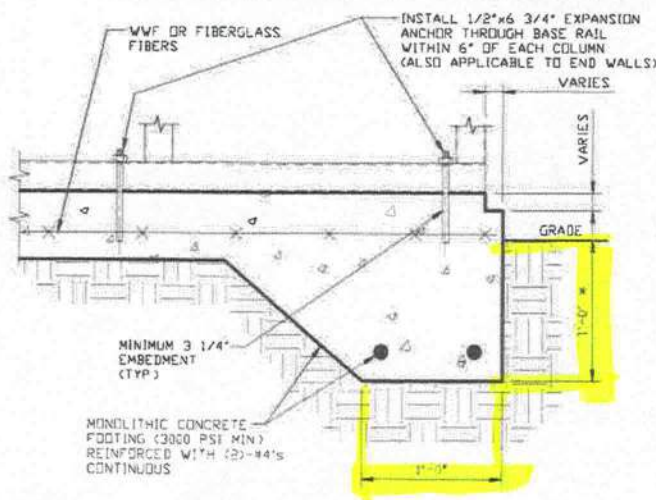 WWF OR FIBERGLASS
FIBERS
INSTALL 1/2"x6 3/4" EXPANSION
ANCHOR THROUGH BASE RAIL
WITHIN 6" OF EACH COLUMN
(ALSO APPLICABLE TO END WALLS)
VARIES
VARIES
GRADE
1'-0" *
MINIMUM 3 1/4"
EMBEDMENT
(TYP)
MONOLITHIC CONCRETE
FOOTING (3000 PSI MIN)
REINFORCED WITH (2)-#4's
CONTINUOUS
1'-0"